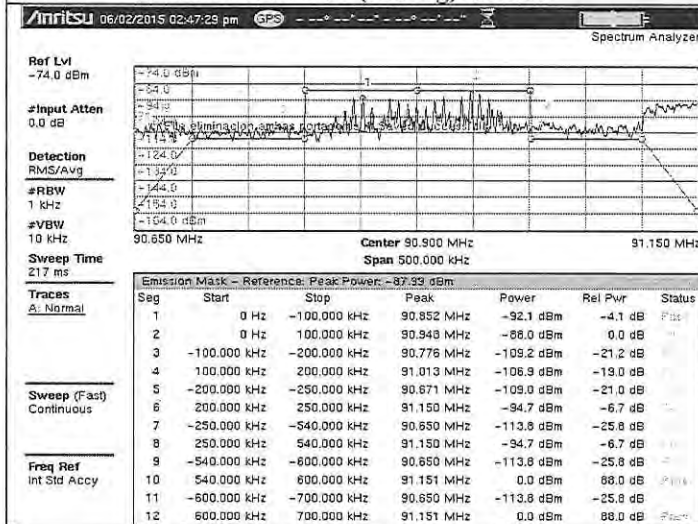 Anritsu 06/02/2015 02:47:29 pm GPS
Spectrum Analyzer
Ref Lvl
-74.0 dBm
#Input Atten
0.0 dB
Detection
RMS/Avg
#RBW
1 kHz
#VBW
10 kHz
Sweep Time
217 ms
Traces
A: Normal
Sweep (Fast)
Continuous
Freq Ref
Int Std Accy
-74.0 dBm
-84.0
-94.0
eliminacion ambas
-114.0
-124.0
-134.0
-144.0
-154.0
-164.0 dBm
90.650 MHz
Center 90.900 MHz
91.150 MHz
Span 500.000 kHz
Emission Mask - Reference: Peak Power: -87.99 dBm
Seg Start Stop Peak Power Rel Pwr Status
1 0 Hz -100.000 kHz 90.852 MHz -92.1 dBm -4.1 dB
2 0 Hz 100.000 kHz 90.948 MHz -88.0 dBm 0.0 dB
3 -100.000 kHz -200.000 kHz 90.776 MHz -109.2 dBm -21.2 dB
4 100.000 kHz 200.000 kHz 91.013 MHz -106.9 dBm -19.0 dB
5 -200.000 kHz -250.000 kHz 90.671 MHz -109.0 dBm -21.0 dB
6 200.000 kHz 250.000 kHz 91.150 MHz -94.7 dBm -6.7 dB
7 -250.000 kHz -540.000 kHz 90.650 MHz -113.8 dBm -25.8 dB
8 250.000 kHz 540.000 kHz 91.150 MHz -94.7 dBm -6.7 dB
9 -540.000 kHz -600.000 kHz 90.650 MHz -113.8 dBm -25.8 dB
10 540.000 kHz 600.000 kHz 91.151 MHz 0.0 dBm 88.0 dB
11 -600.000 kHz -700.000 kHz 90.650 MHz -113.8 dBm -25.8 dB
12 600.000 kHz 700.000 kHz 91.151 MHz 0.0 dBm 88.0 dB